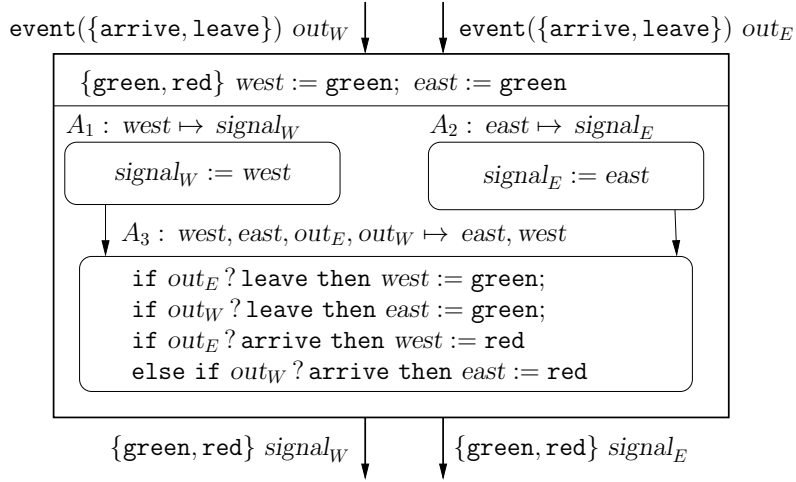 event({arrive, leave}) out_W event({arrive, leave}) out_E
{green, red} west := green; east := green
A_1 : west ↦ signal_W A_2 : east ↦ signal_E
signal_W := west signal_E := east
A_3 : west, east, out_E, out_W ↦ east, west
if out_E ? leave then west := green;
if out_W ? leave then east := green;
if out_E ? arrive then west := red
else if out_W ? arrive then east := red
{green, red} signal_W {green, red} signal_E